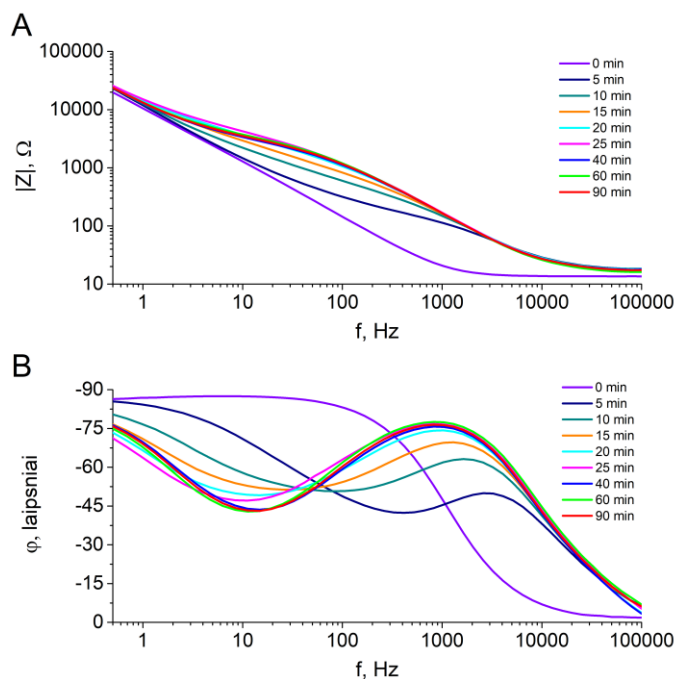 A
100000
10000
1000
100
10
|Z|, Ω
1 10 100 1000 10000 100000
f, Hz
0 min
5 min
10 min
15 min
20 min
25 min
40 min
60 min
90 min
B
-90
-75
-60
-45
-30
-15
0
φ, laipsniai
1 10 100 1000 10000 100000
f, Hz
0 min
5 min
10 min
15 min
20 min
25 min
40 min
60 min
90 min